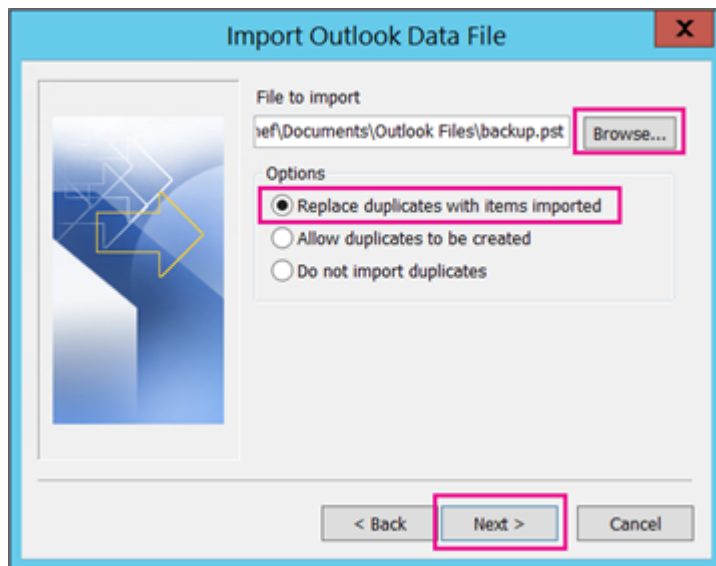 Import Outlook Data File
X
File to import
ef\Documents\Outlook Files\backup.pst
Browse...
Options
Replace duplicates with items imported
Allow duplicates to be created
Do not import duplicates
< Back
Next >
Cancel